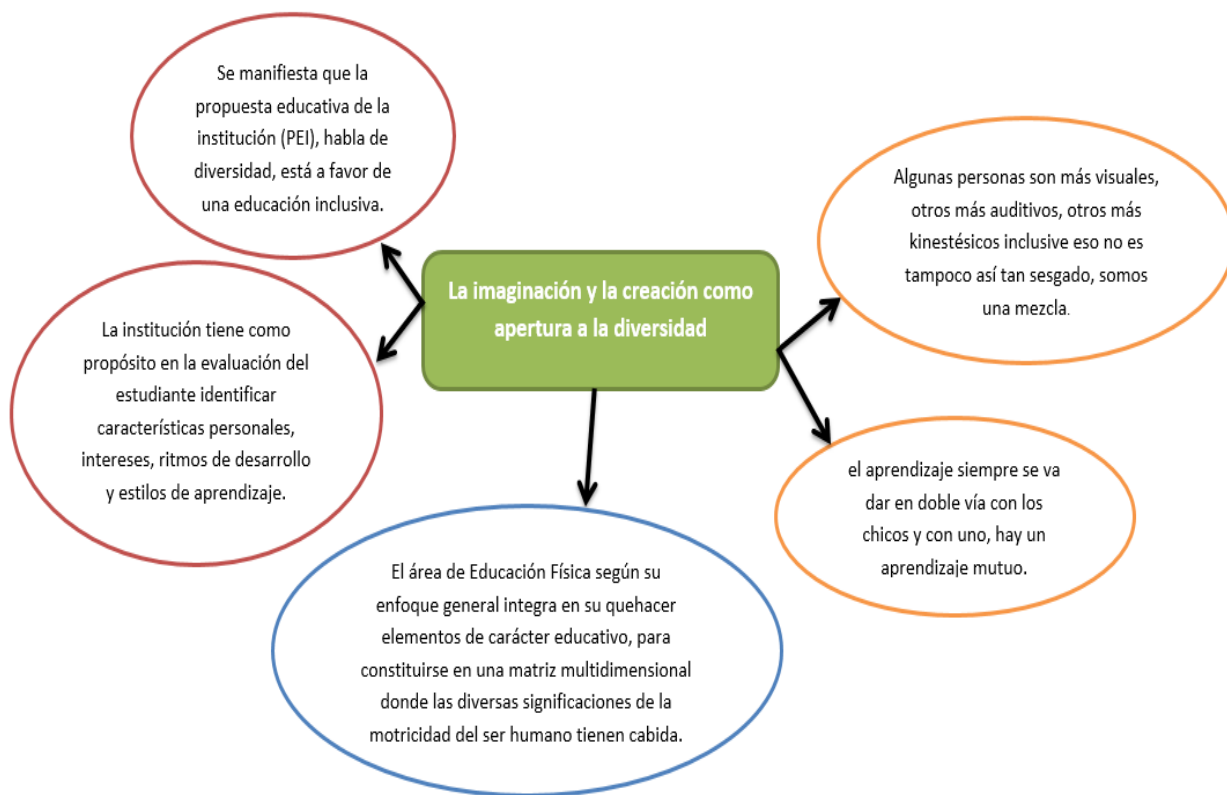 Se manifiesta que la
propuesta educativa de la
institución (PEI), habla de
diversidad, está a favor de
una educación inclusiva.
La institución tiene como
propósito en la evaluación del
estudiante identificar
características personales,
intereses, ritmos de desarrollo
y estilos de aprendizaje.
La imaginación y la creación como
apertura a la diversidad
Algunas personas son más visuales,
otros más auditivos, otros más
kinestésicos inclusive eso no es
tampoco así tan sesgado, somos
una mezcla.
el aprendizaje siempre se va
dar en doble vía con los
chicos y con uno, hay un
aprendizaje mutuo.
El área de Educación Física según su
enfoque general integra en su quehacer
elementos de carácter educativo, para
constituirse en una matriz multidimensional
donde las diversas significaciones de la
motricidad del ser humano tienen cabida.